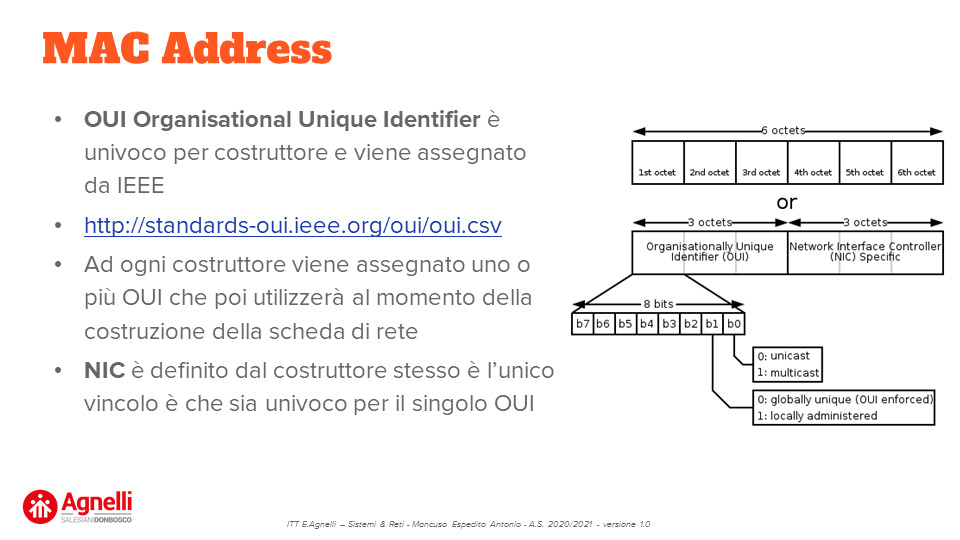 MAC Address
• OUI Organisational Unique Identifier è
univoco per costruttore e viene assegnato
da IEEE
• http://standards-oui.ieee.org/oui/oui.csv
• Ad ogni costruttore viene assegnato uno o
più OUI che poi utilizzerà al momento della
costruzione della scheda di rete
• NIC è definito dal costruttore stesso è l’unico
vincolo è che sia univoco per il singolo OUI
6 octets
1st octet 2nd octet 3rd octet 4th octet 5th octet 6th octet
or
3 octets 3 octets
Organisationally Unique
Identifier (OUI)
Network Interface Controller
(NIC) Specific
8 bits
b7 b6 b5 b4 b3 b2 b1 b0
0: unicast
1: multicast
0: globally unique (OUI enforced)
1: locally administered
Agnelli
SALESIANIDONBOSCO
ITT E.Agnelli – Sistemi & Reti - Mancuso Espedito Antonio - A.S. 2020/2021 - versione 1.0